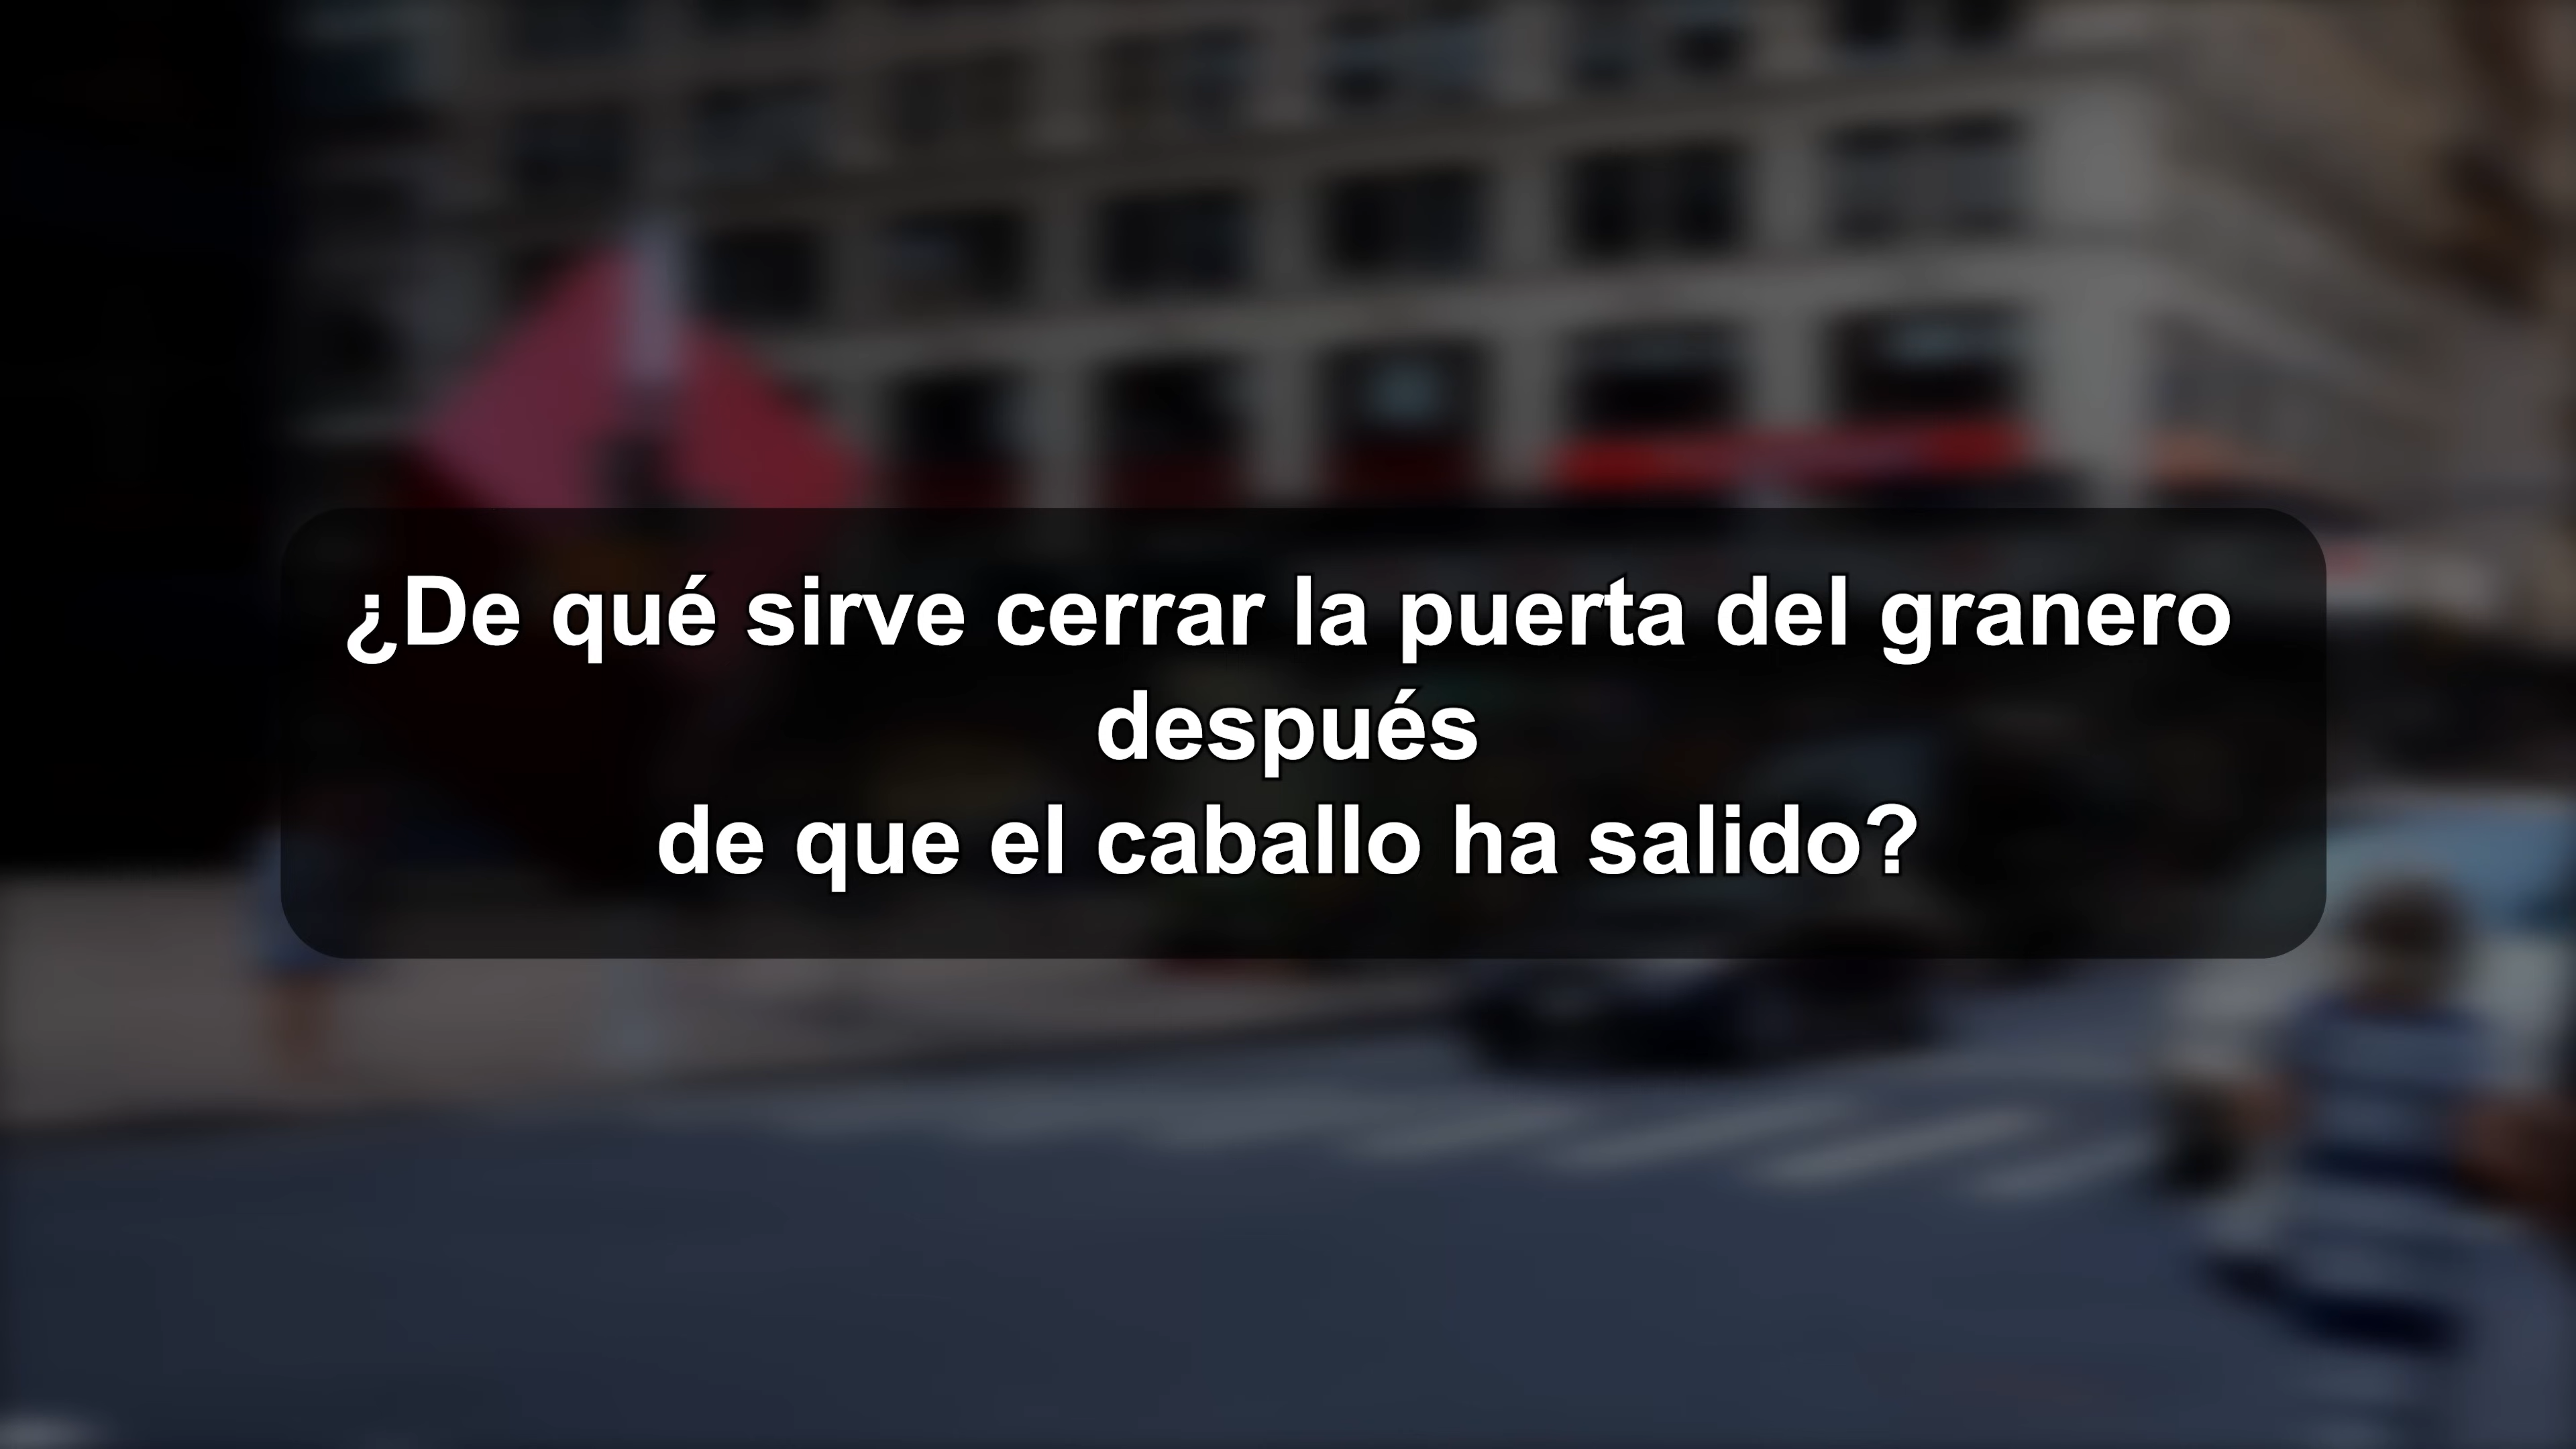 ¿De qué sirve cerrar la puerta del granero
después
de que el caballo ha salido?